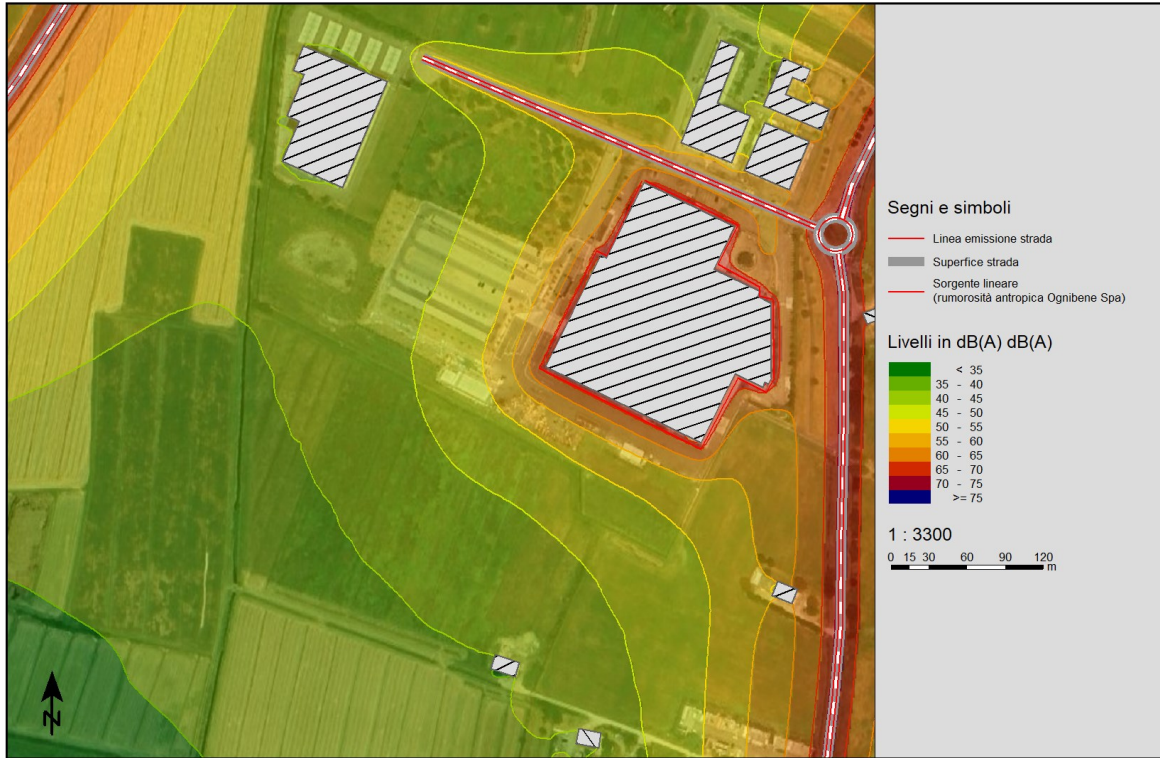 Segni e simboli
Linea emissione strada
Superfice strada
Sorgente lineare
(rumorosità antropica Ognibene Spa)
Livelli in dB(A) dB(A)
< 35
35 - 40
40 - 45
45 - 50
50 - 55
55 - 60
60 - 65
65 - 70
70 - 75
>= 75
1 : 3300
0 15 30 60 90 120
m
N